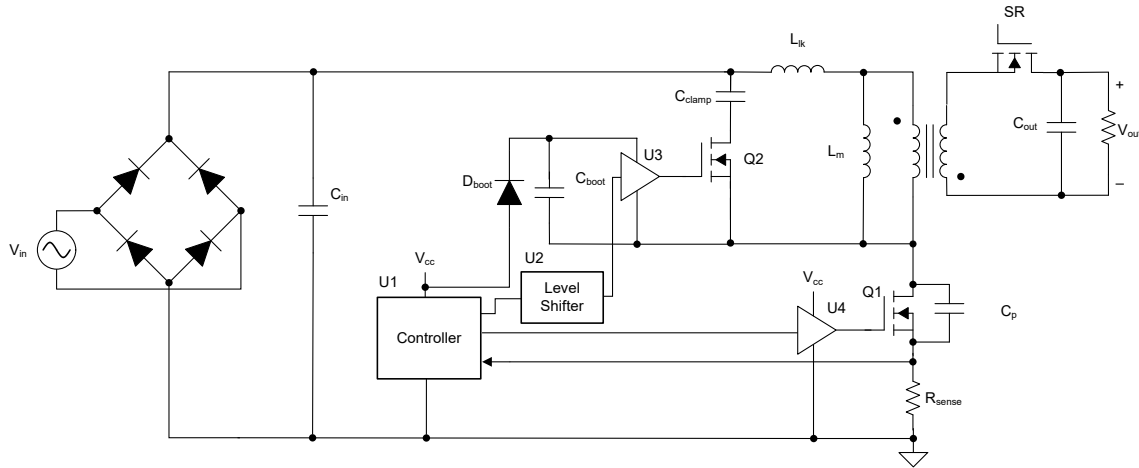 SR
Llk
Cclamp
+
Cout
Vou
Lm
U3
Q2
Dboot
Cboot
Cin
–
Vin
Vcc
U2
U1
Level
Shifter
Vcc
Q1
U4
Cp
Controller
Rsense